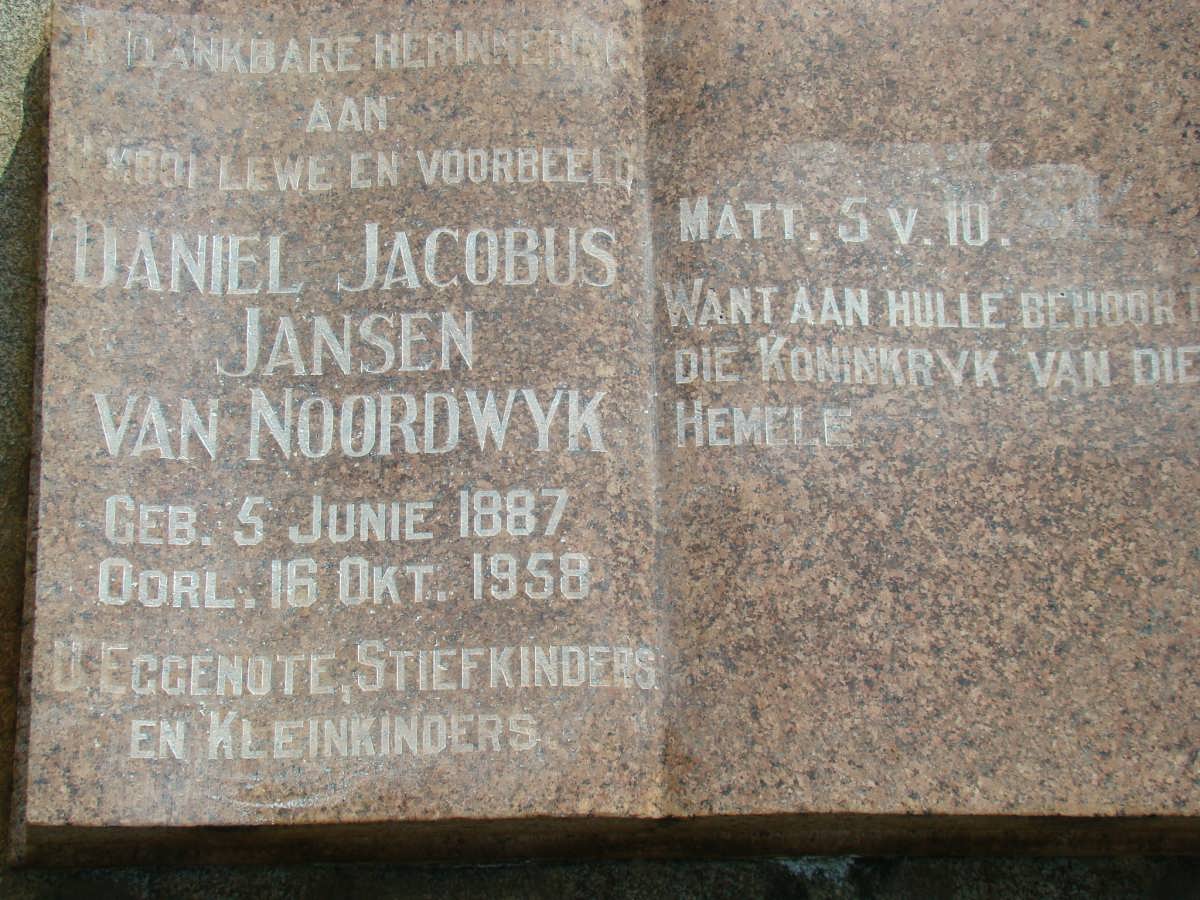 DANKBARE HERINNERING
AAN
MOOI LEWE EN VOORBEELD
DANIEL JACOBUS
JANSEN
VAN NOORDWYK
GEB. 5 JUNIE 1887
OORL. 16 OKT. 1958
D. EGGENOTE, STIEFKINDERS
EN KLEINKINDERS.
MATT. 5 V. 10.
WANT AAN HULLE BEHOOR
DIE KONINKRYK VAN DIE
HEMELE